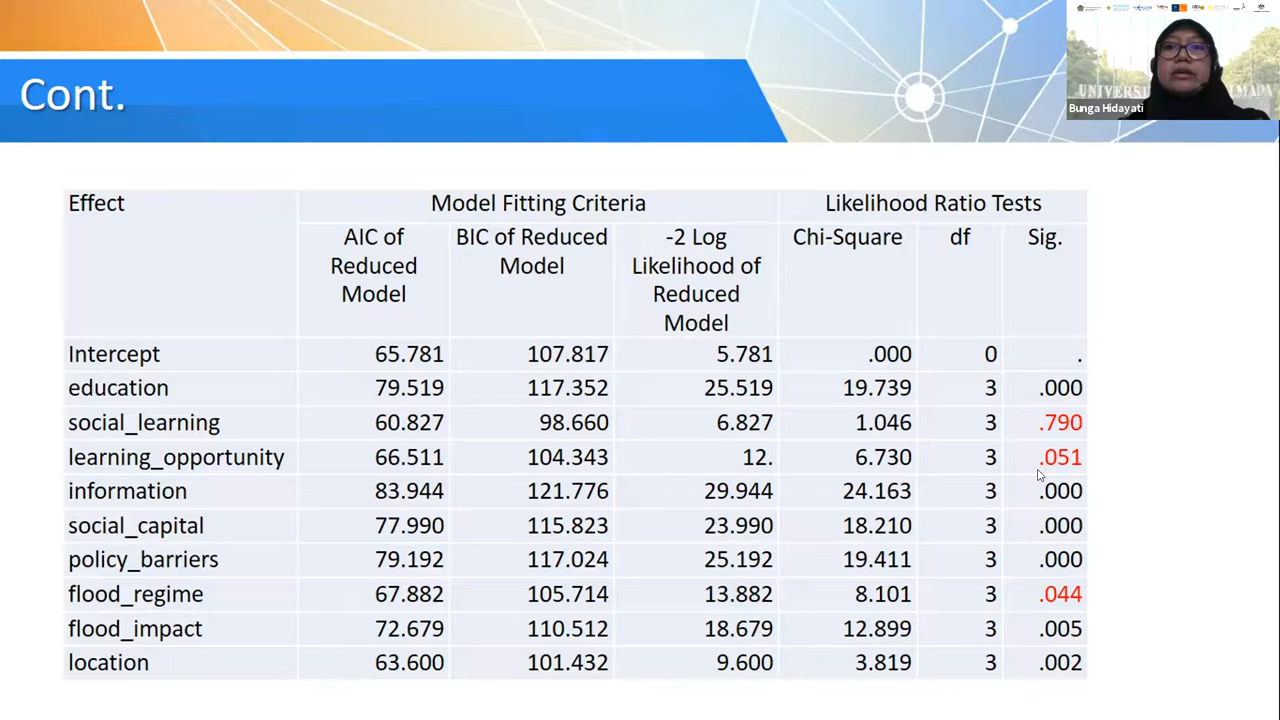 Cont.
UNIVERSI
MADA
Bunga Hidayati
Effect Model Fitting Criteria Likelihood Ratio Tests
AIC of Reduced Model BIC of Reduced Model -2 Log Likelihood of Reduced Model Chi-Square df Sig.
Intercept 65.781 107.817 5.781 .000 0 .
education 79.519 117.352 25.519 19.739 3 .000
social_learning 60.827 98.660 6.827 1.046 3 .790
learning_opportunity 66.511 104.343 12. 6.730 3 .051
information 83.944 121.776 29.944 24.163 3 .000
social_capital 77.990 115.823 23.990 18.210 3 .000
policy_barriers 79.192 117.024 25.192 19.411 3 .000
flood_regime 67.882 105.714 13.882 8.101 3 .044
flood_impact 72.679 110.512 18.679 12.899 3 .005
location 63.600 101.432 9.600 3.819 3 .002